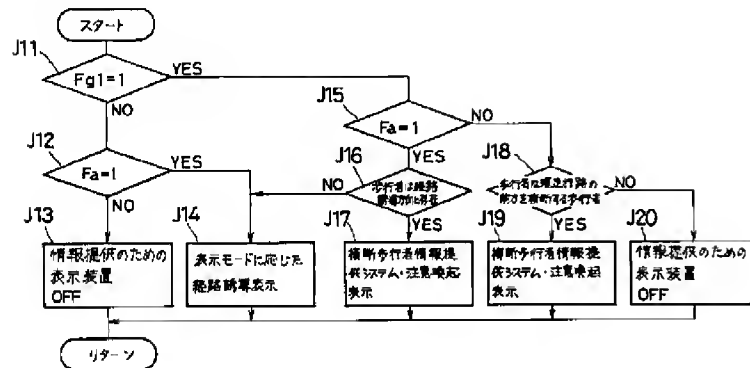 スタート
J11
Fg1=1
YES
NO
J15
Fa=1
NO
YES
J12
Fa=1
YES
NO
J16
歩行者は経路
誘導方向に存在
NO
YES
J18
歩行者は現進行路の
前方を横断する歩行者
NO
YES
J13
情報提供のための
表示装置
OFF
J14
表示モードに応じた
経路誘導表示
J17
横断歩行者情報提
供システム・注意喚起
表示
J19
横断歩行者情報提
供システム・注意喚起
表示
J20
情報提供のための
表示装置
OFF
リターン